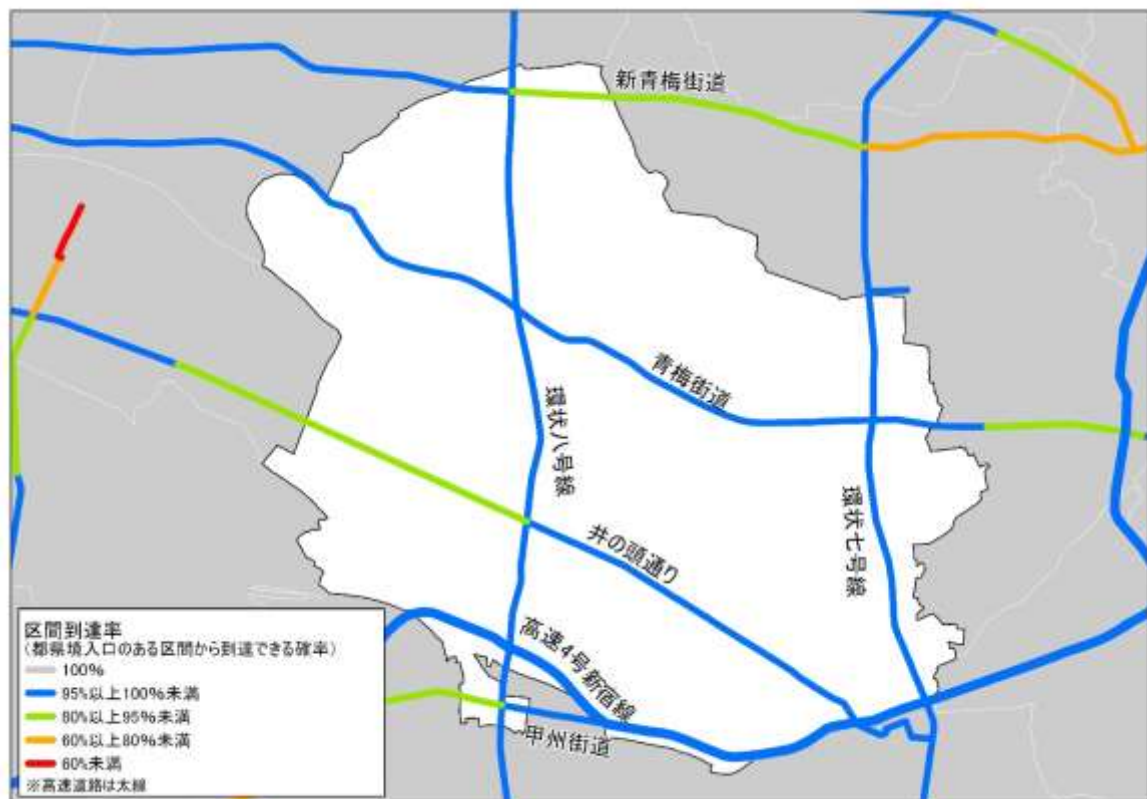 新青梅街道
青梅街道
環状八号線
環状七号線
井の頭通り
高速4号新宿線
甲州街道
区間到達率
(都県境入口のある区間から到達できる確率)
100%
95%以上100%未満
80%以上95%未満
60%以上80%未満
60%未満
※高速道路は太線